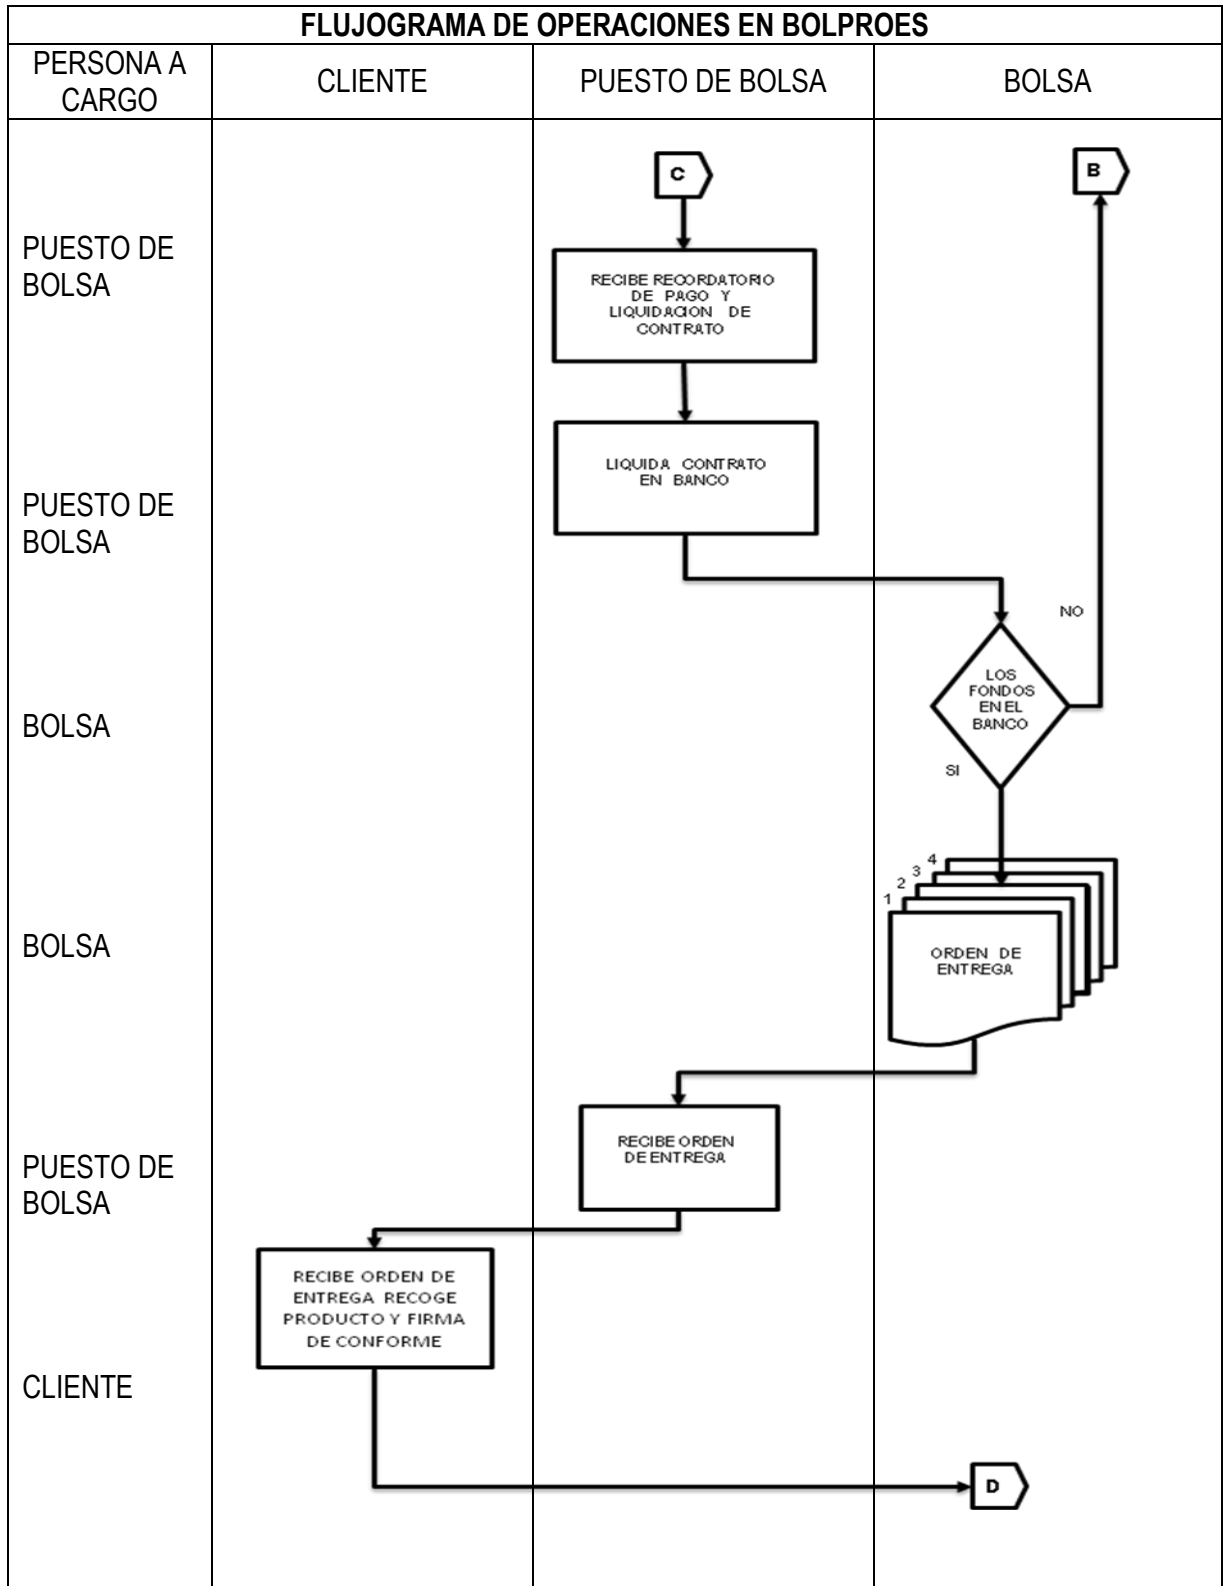 FLUJOGRAMA DE OPERACIONES EN BOLPROES
PERSONA A
CARGO
CLIENTE
PUESTO DE BOLSA
BOLSA
C
B
PUESTO DE
BOLSA
RECIBE RECORDATORIO
DE PAGO Y
LIQUIDACION DE
CONTRATO
LIQUIDA CONTRATO
EN BANCO
PUESTO DE
BOLSA
NO
LOS
FONDOS
EN EL
BANCO
BOLSA
SI
4
3
2
1
BOLSA
ORDEN DE
ENTREGA
RECIBE ORDEN
DE ENTREGA
PUESTO DE
BOLSA
RECIBE ORDEN DE
ENTREGA RECOGE
PRODUCTO Y FIRMA
DE CONFORME
CLIENTE
D